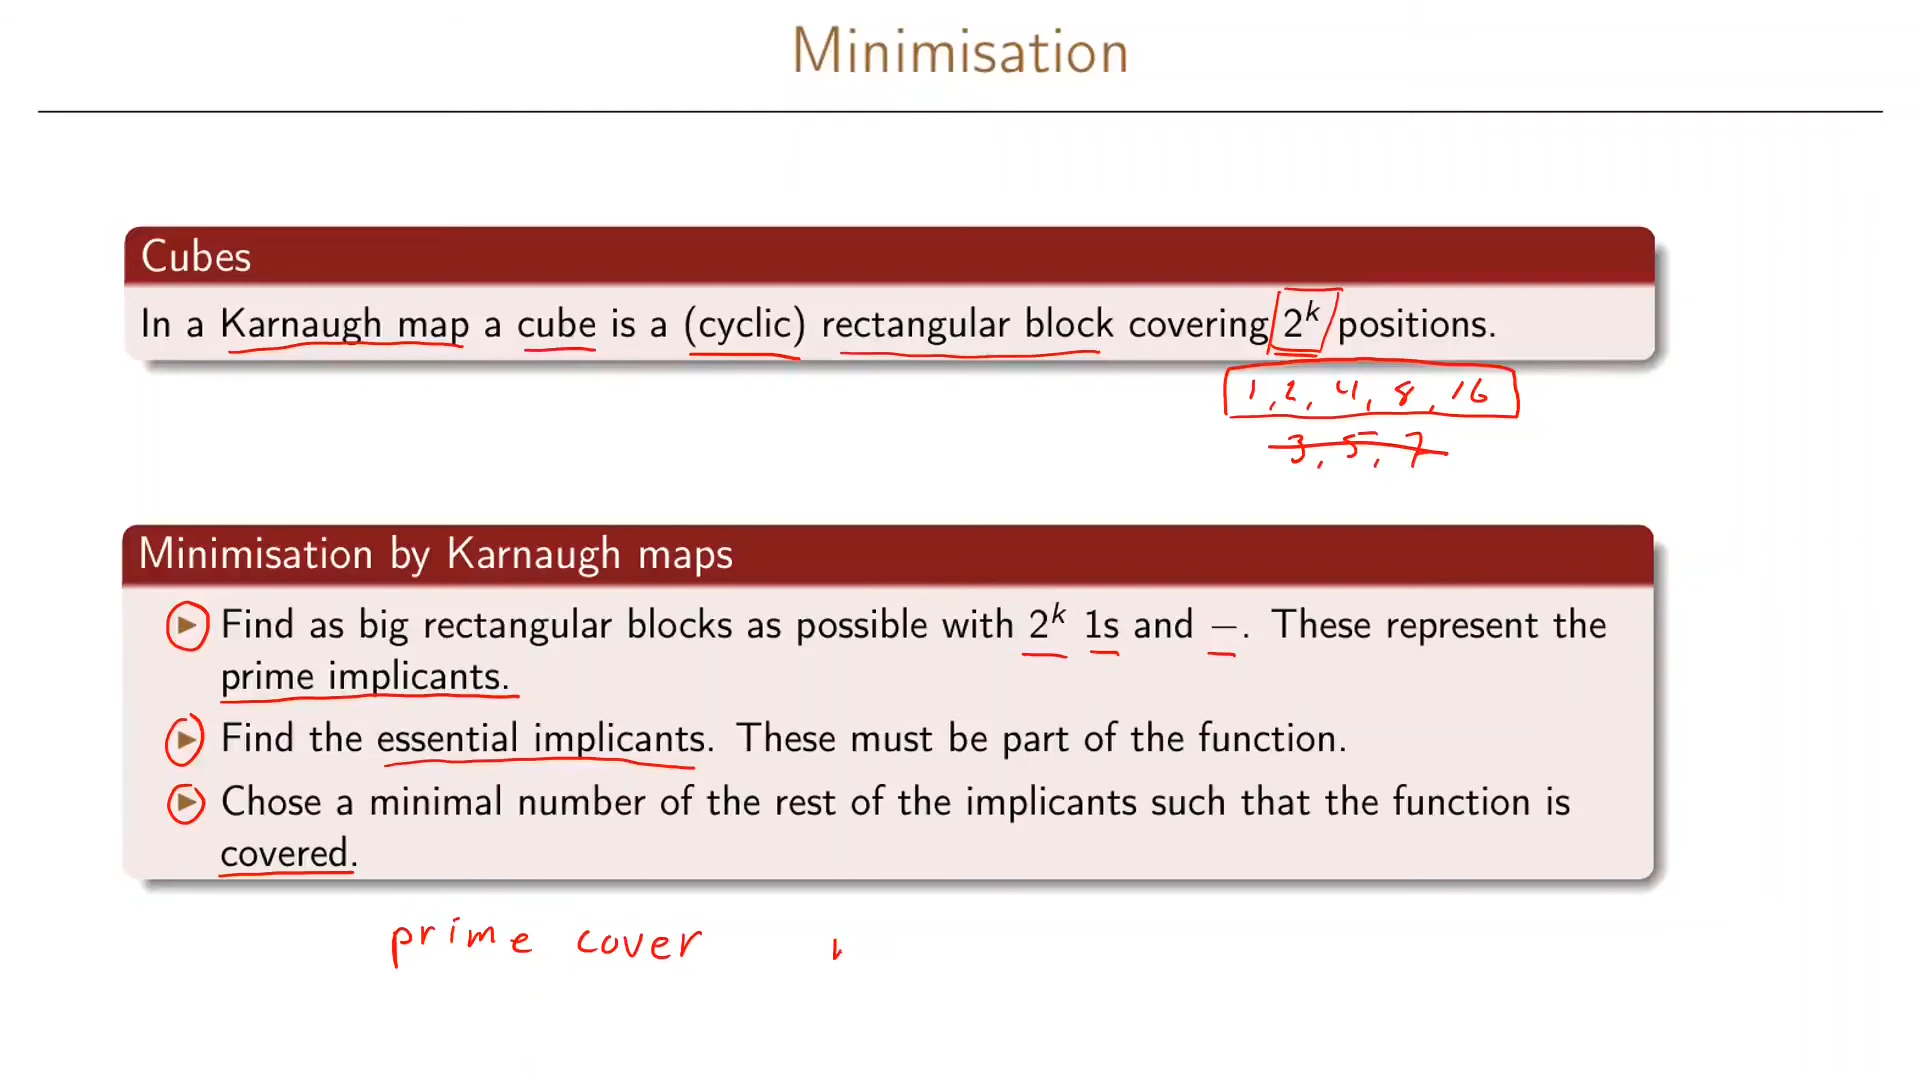 Minimisation
Cubes
In a Karnaugh map a cube is a (cyclic) rectangular block covering 2^k positions.
1, 2, 4, 8, 16
3, 5, 7
Minimisation by Karnaugh maps
▶ Find as big rectangular blocks as possible with 2^k 1s and −. These represent the
prime implicants.
▶ Find the essential implicants. These must be part of the function.
▶ Chose a minimal number of the rest of the implicants such that the function is
covered.
prime cover